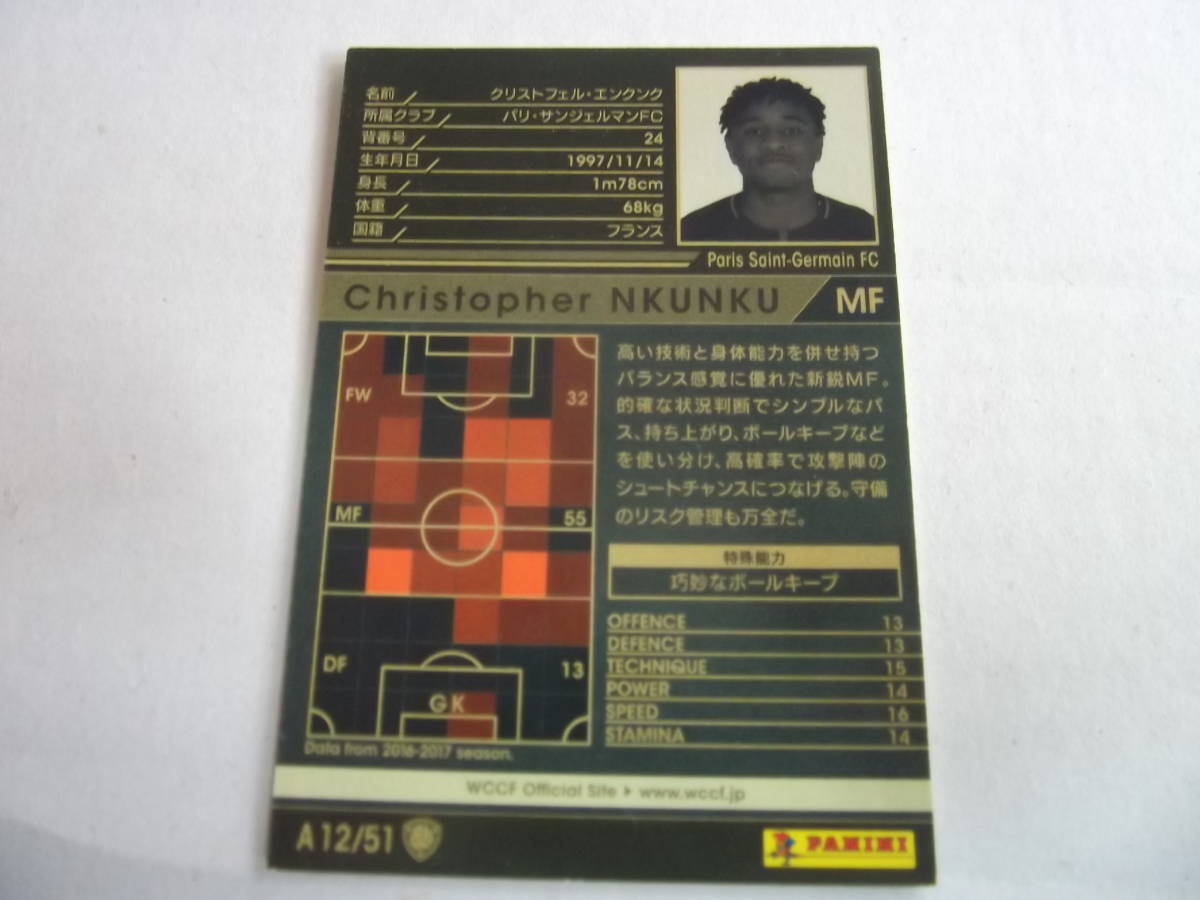 名前 クリストフェル・エンクンク
所属クラブ パリ・サンジェルマンFC
背番号 24
生年月日 1997/11/14
身長 1m78cm
体重 68kg
国籍 フランス
Paris Saint-Germain FC
Christopher NKUNKU MF
FW 32
MF 55
DF 13
GK
Data from 2016-2017 season.
高い技術と身体能力を併せ持つ
バランス感覚に優れた新鋭MF。
的確な状況判断でシンプルなパ
ス、持ち上がり、ボールキープなど
を使い分け、高確率で攻撃陣の
シュートチャンスにつなげる。守備
のリスク管理も万全だ。
特殊能力
巧妙なボールキープ
OFFENCE 13
DEFENCE 13
TECHNIQUE 15
POWER 14
SPEED 16
STAMINA 14
WCCF Official Site ▶ www.wccf.jp
A12/51
PANINI